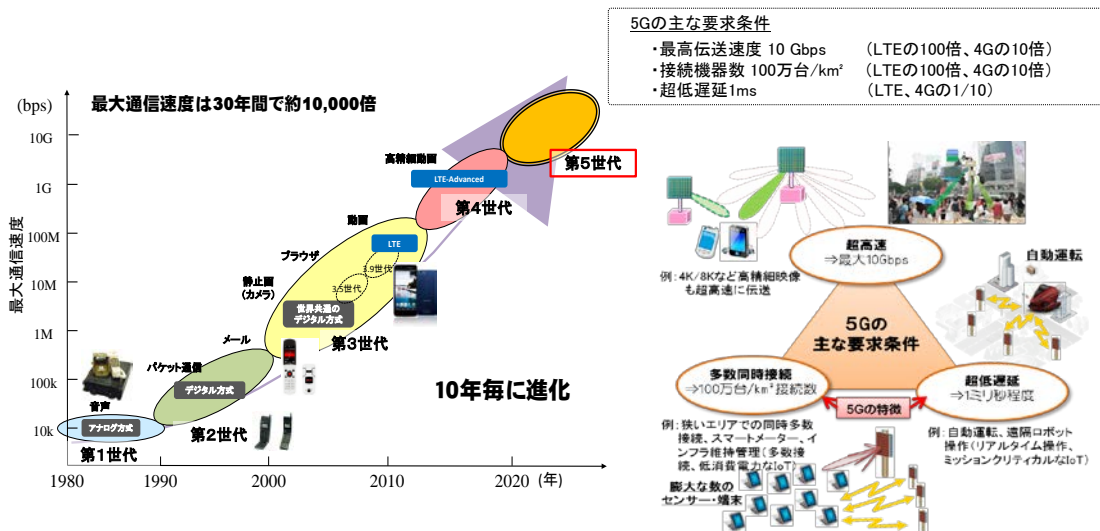 5Gの主な要求条件
・最高伝送速度 10 Gbps （LTEの100倍、4Gの10倍）
・接続機器数 100万台/km² （LTEの100倍、4Gの10倍）
・超低遅延1ms （LTE、4Gの1/10）
(bps)
最大通信速度は30年間で約10,000倍
最大通信速度
10G
1G
100M
10M
1M
100k
10k
1980
1990
2000
2010
2020
(年)
音声
アナログ方式
第1世代
パケット通信
メール
デジタル方式
第2世代
静止画
(カメラ)
ブラウザ
動画
世界共通の
デジタル方式
3.5世代
3.9世代
LTE
第3世代
高精細動画
LTE-Advanced
第4世代
第5世代
10年毎に進化
超高速
⇒最大10Gbps
例：4K/8Kなど高精細映像
も超高速に伝送
自動運転
5Gの
主な要求条件
多数同時接続
⇒100万台/km²接続数
超低遅延
⇒1ミリ秒程度
5Gの特徴
例：狭いエリアでの同時多数
接続、スマートメーター、イ
ンフラ維持管理（多数接
続、低消費電力なIoT）
例：自動運転、遠隔ロボット
操作（リアルタイム操作、
ミッションクリティカルなIoT）
膨大な数の
センサー・端末